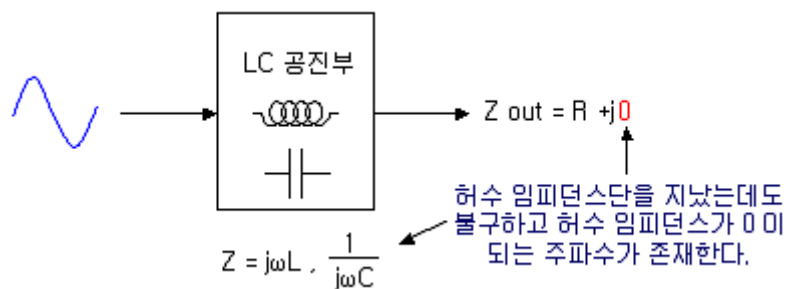 LC 공진부
Z out = R +j0
허수 임피던스단을 지났는데도
불구하고 허수 임피던스가 0 이
되는 주파수가 존재한다.
Z = jωL , 1/jωC